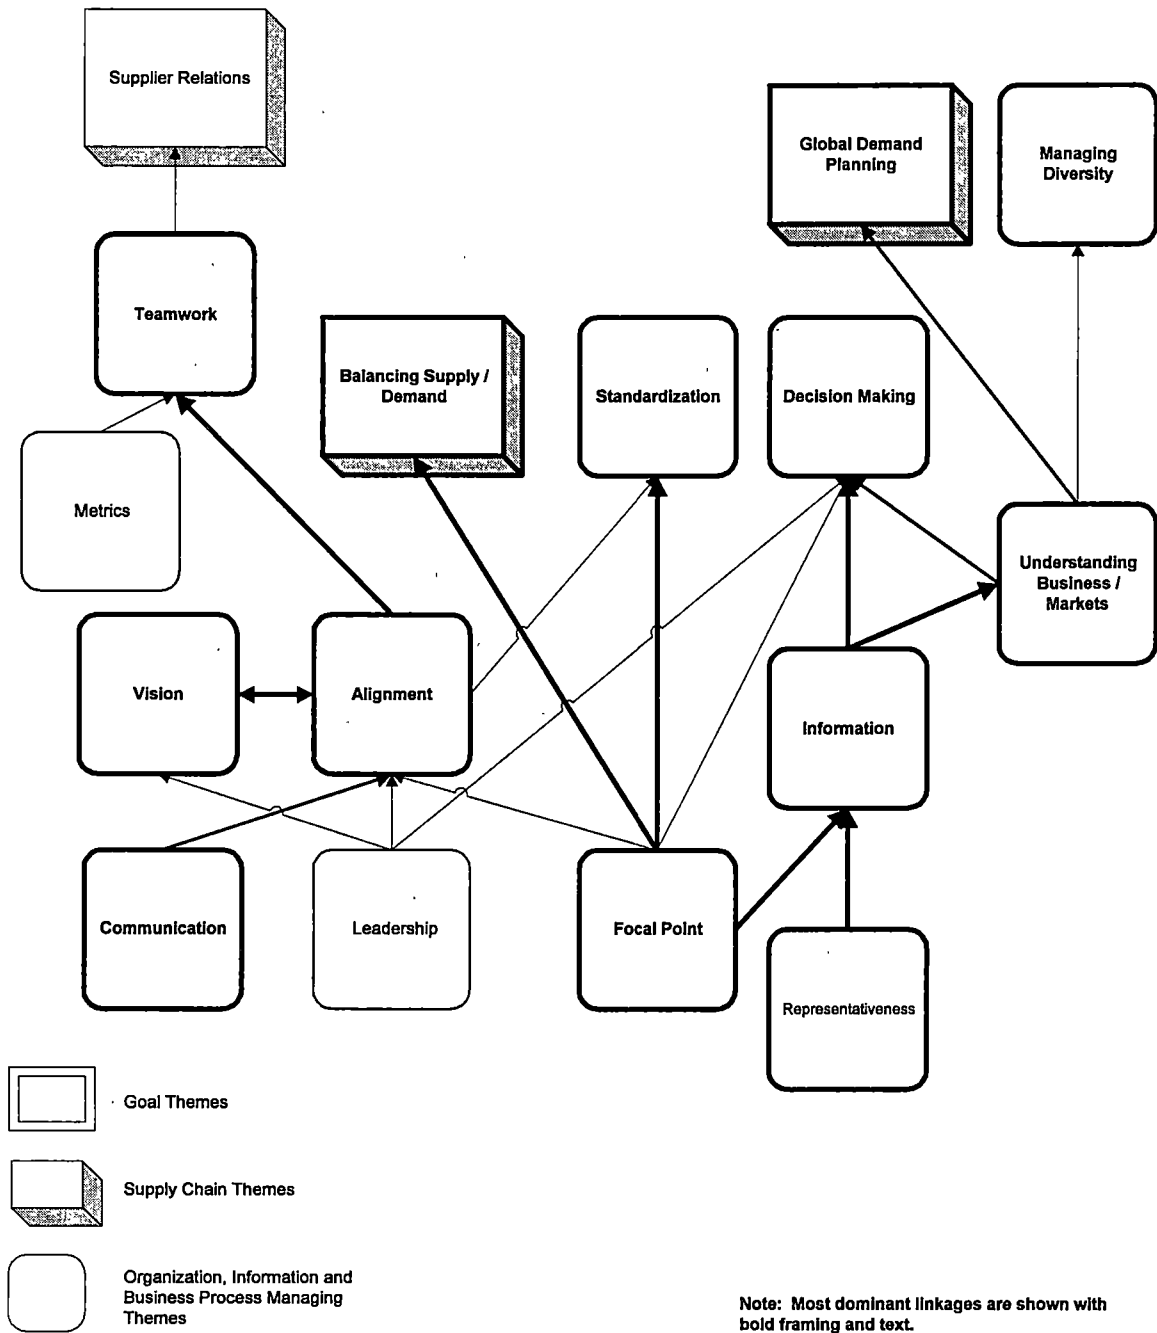 Supplier Relations
Global Demand
Planning
Managing
Diversity
Teamwork
Balancing Supply /
Demand
Standardization
Decision Making
Metrics
Understanding
Business /
Markets
Vision
Alignment
Information
Communication
Leadership
Focal Point
Representativeness
Goal Themes
Supply Chain Themes
Organization, Information and
Business Process Managing
Themes
Note: Most dominant linkages are shown with
bold framing and text.